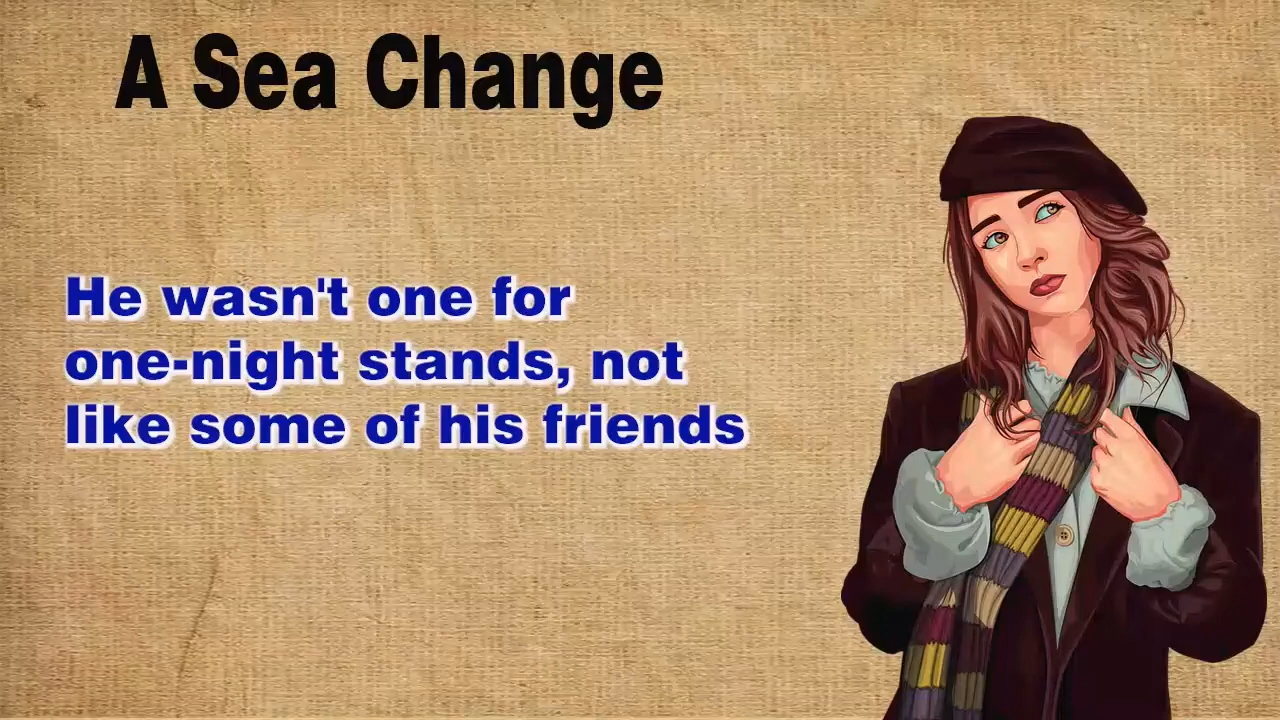 A Sea Change
He wasn't one for
one-night stands, not
like some of his friends